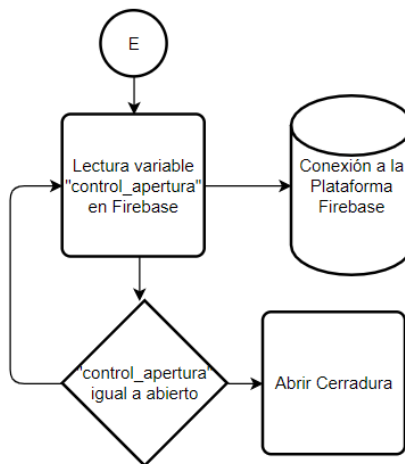 E
Lectura variable
"control_apertura"
en Firebase
Conexión a la
Plataforma
Firebase
"control_apertura"
igual a abierto
Abrir Cerradura